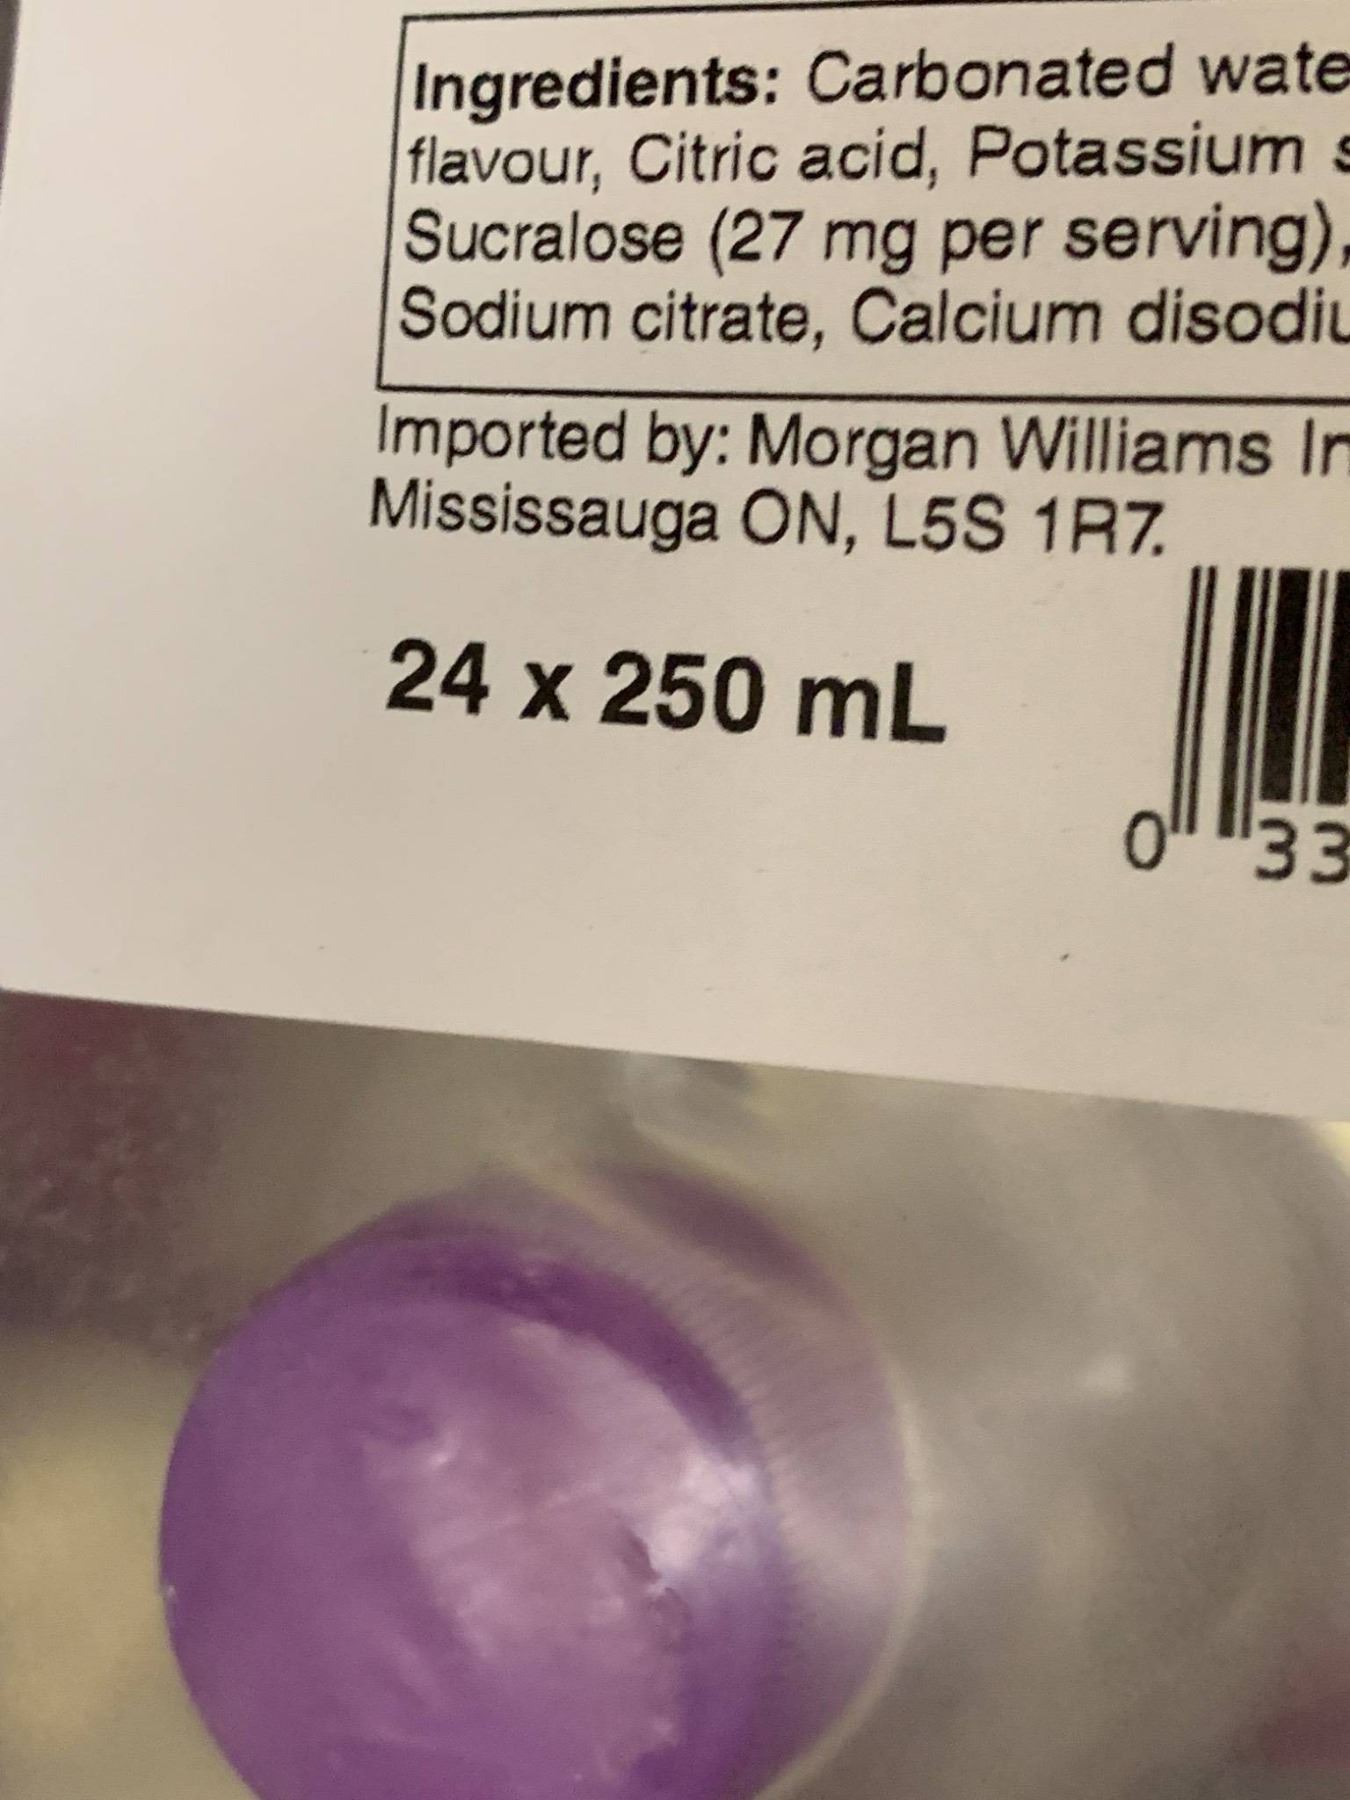 Ingredients: Carbonated wate
flavour, Citric acid, Potassium s
Sucralose (27 mg per serving),
Sodium citrate, Calcium disodiu
Imported by: Morgan Williams In
Mississauga ON, L5S 1R7.
24 x 250 mL
0 33